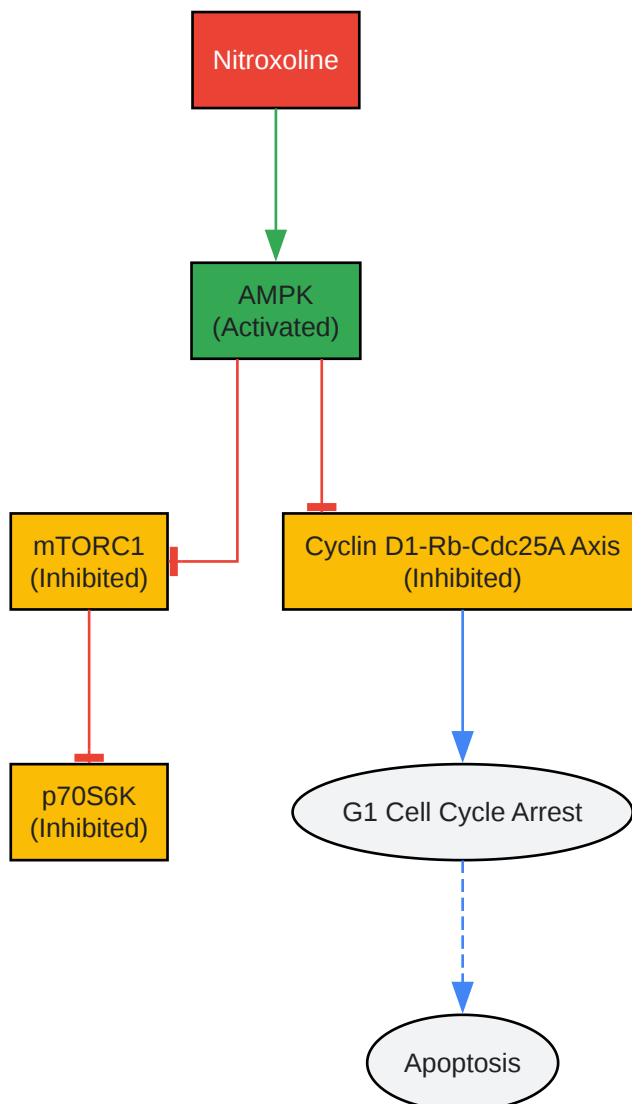 Nitroxoline
AMPK
(Activated)
mTORC1
(Inhibited)
Cyclin D1-Rb-Cdc25A Axis
(Inhibited)
p70S6K
(Inhibited)
G1 Cell Cycle Arrest
Apoptosis